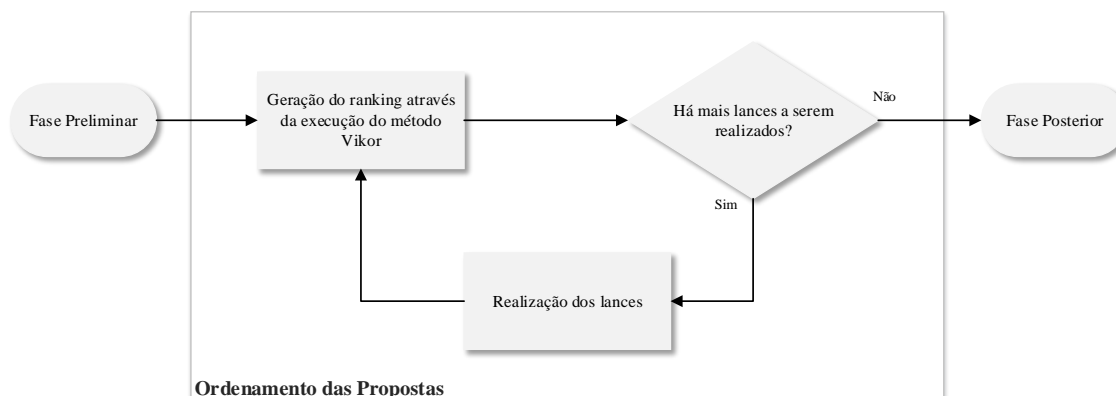 Fase Preliminar
Geração do ranking através
da execução do método
Vikor
Há mais lances a serem
realizados?
Não
Fase Posterior
Sim
Realização dos lances
Ordenamento das Propostas